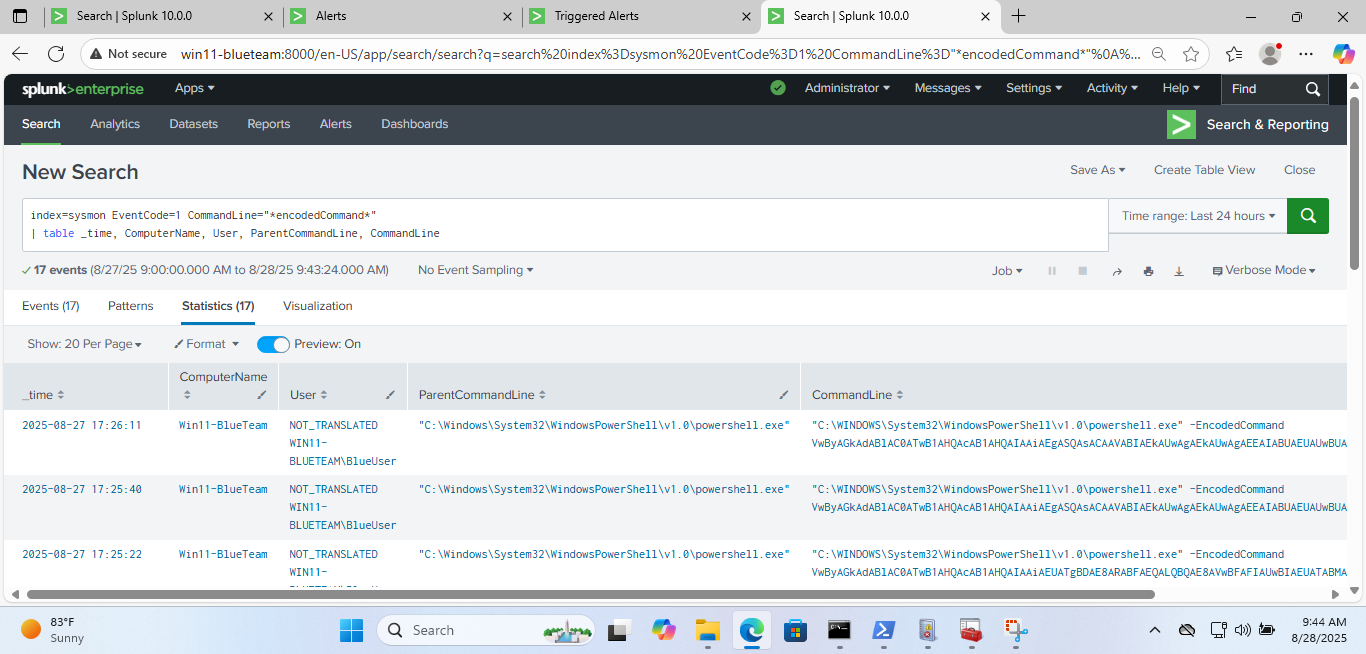 Search | Splunk 10.0.0
Alerts
Triggered Alerts
Search | Splunk 10.0.0
Not secure
win11-blueteam:8000/en-US/app/search/search?q=search%20index%3Dsysmon%20EventCode%3D1%20CommandLine%3D"*encodedCommand*"%0A%...
splunk>enterprise
Apps
Administrator
Messages
Settings
Activity
Help
Find
Search
Analytics
Datasets
Reports
Alerts
Dashboards
Search & Reporting
New Search
Save As
Create Table View
Close
index=sysmon EventCode=1 CommandLine="*encodedCommand*"
| table _time, ComputerName, User, ParentCommandLine, CommandLine
Time range: Last 24 hours
17 events (8/27/25 9:00:00.000 AM to 8/28/25 9:43:24.000 AM)
No Event Sampling
Job
Verbose Mode
Events (17)
Patterns
Statistics (17)
Visualization
Show: 20 Per Page
Format
Preview: On
_time
ComputerName
User
ParentCommandLine
CommandLine
2025-08-27 17:26:11
Win11-BlueTeam
NOT_TRANSLATED
WIN11-
BLUETEAM\BlueUser
"C:\Windows\System32\WindowsPowerShell\v1.0\powershell.exe"
"C:\WINDOWS\System32\WindowsPowerShell\v1.0\powershell.exe" -EncodedCommand
2025-08-27 17:25:40
Win11-BlueTeam
NOT_TRANSLATED
WIN11-
BLUETEAM\BlueUser
"C:\Windows\System32\WindowsPowerShell\v1.0\powershell.exe"
"C:\WINDOWS\System32\WindowsPowerShell\v1.0\powershell.exe" -EncodedCommand
2025-08-27 17:25:22
Win11-BlueTeam
NOT_TRANSLATED
WIN11-
"C:\Windows\System32\WindowsPowerShell\v1.0\powershell.exe"
"C:\WINDOWS\System32\WindowsPowerShell\v1.0\powershell.exe" -EncodedCommand
83°F
Sunny
Search
9:44 AM
8/28/2025